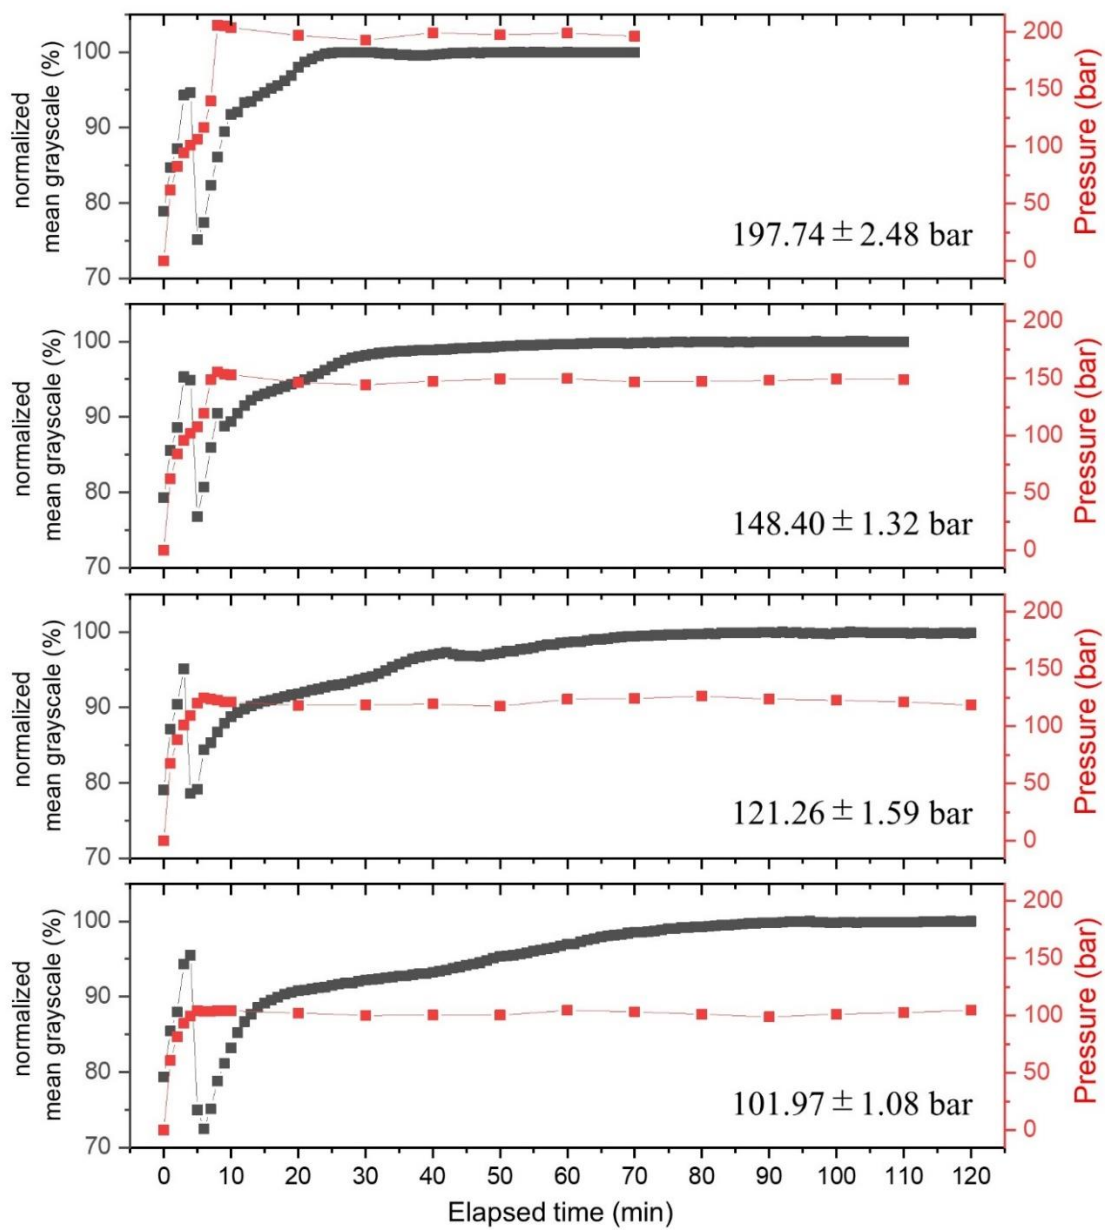 normalized
mean grayscale (%)
100
90
80
70
200
150
100
50
0
Pressure (bar)
197.74 ± 2.48 bar
normalized
mean grayscale (%)
100
90
80
70
200
150
100
50
0
Pressure (bar)
148.40 ± 1.32 bar
normalized
mean grayscale (%)
100
90
80
70
200
150
100
50
0
Pressure (bar)
121.26 ± 1.59 bar
normalized
mean grayscale (%)
100
90
80
70
200
150
100
50
0
Pressure (bar)
101.97 ± 1.08 bar
0 10 20 30 40 50 60 70 80 90 100 110 120
Elapsed time (min)